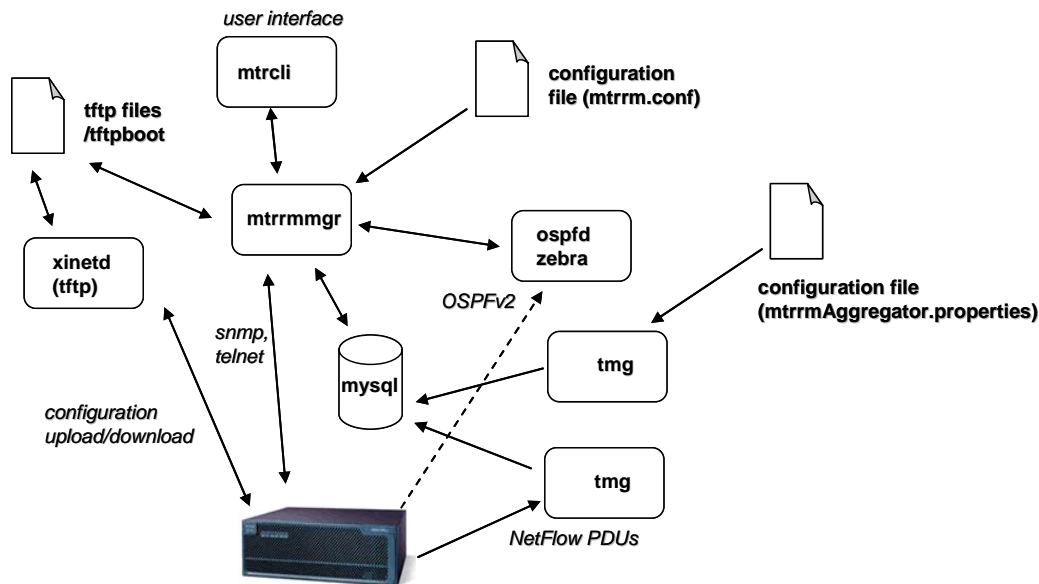 user interface
mtrcli
configuration
file (mtrrm.conf)
tftp files
/tftpboot
mtrrmmgr
ospfd
zebra
xinetd
(tftp)
configuration file
(mtrrmAggregator.properties)
OSPFv2
snmp,
telnet
mysql
tmg
configuration
upload/download
tmg
NetFlow PDUs